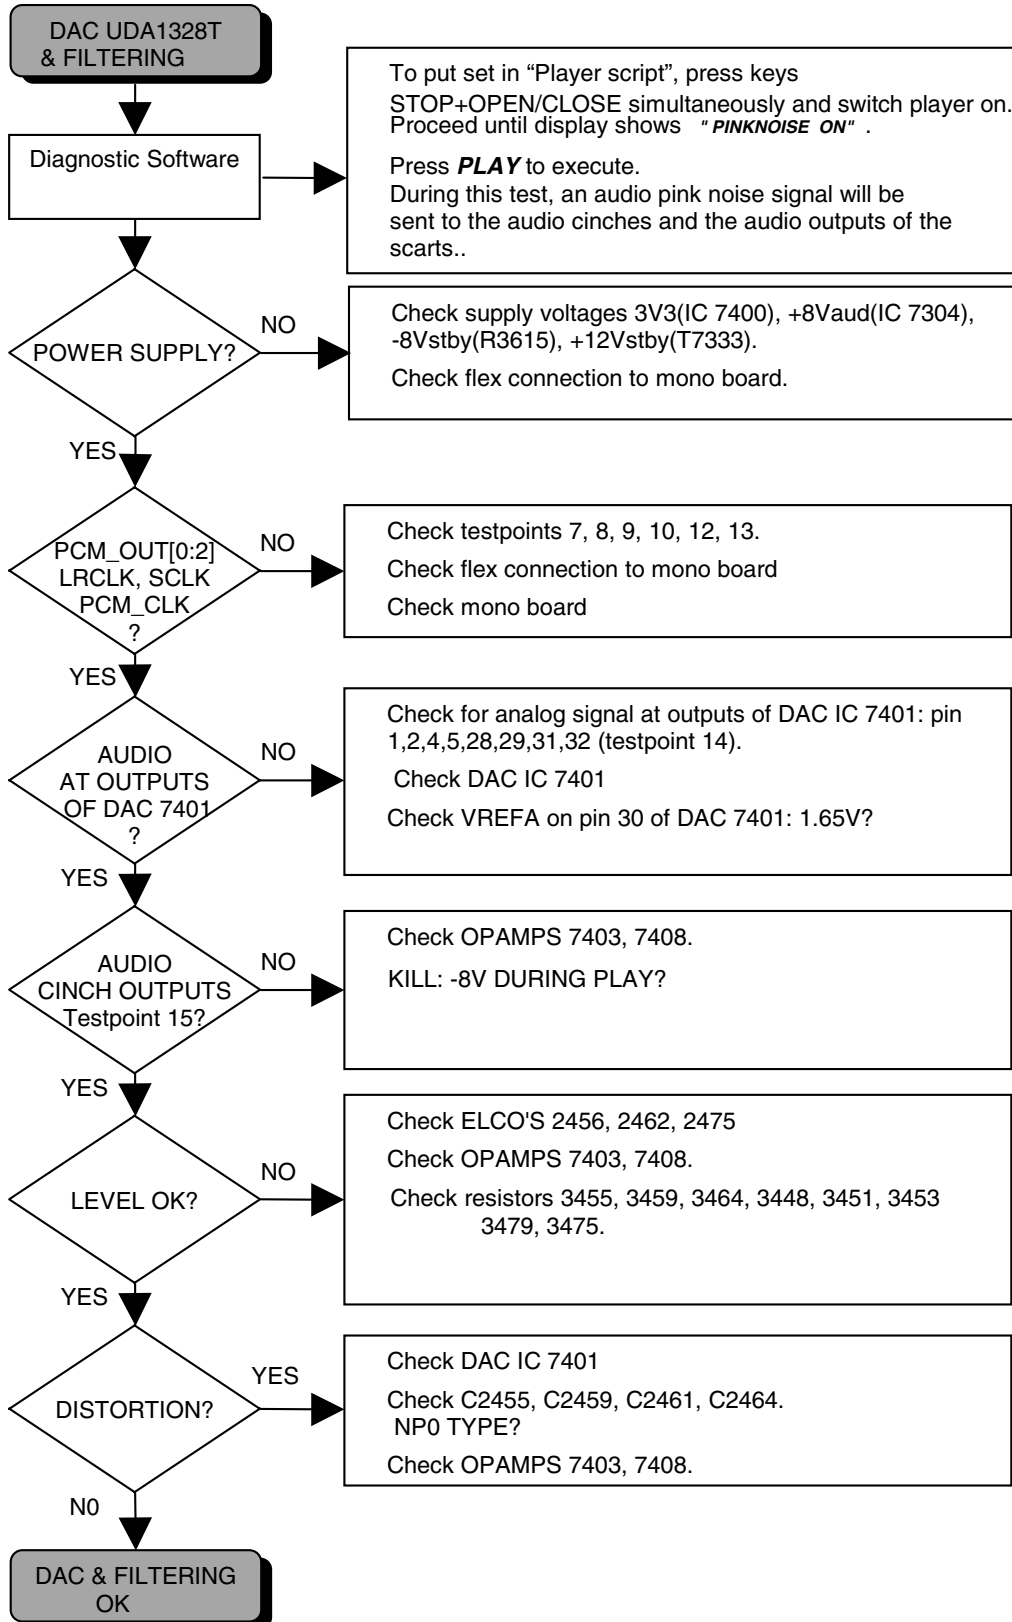 DAC UDA1328T
& FILTERING
To put set in “Player script”, press keys
STOP+OPEN/CLOSE simultaneously and switch player on.
Proceed until display shows " PINKNOISE ON" .
Press PLAY to execute.
During this test, an audio pink noise signal will be
sent to the audio cinches and the audio outputs of the
scarts..
Diagnostic Software
POWER SUPPLY?
NO
Check supply voltages 3V3(IC 7400), +8Vaud(IC 7304),
-8Vstby(R3615), +12Vstby(T7333).
Check flex connection to mono board.
YES
PCM_OUT[0:2]
LRCLK, SCLK
PCM_CLK
?
NO
Check testpoints 7, 8, 9, 10, 12, 13.
Check flex connection to mono board
Check mono board
YES
AUDIO
AT OUTPUTS
OF DAC 7401
?
NO
Check for analog signal at outputs of DAC IC 7401: pin
1,2,4,5,28,29,31,32 (testpoint 14).
Check DAC IC 7401
Check VREFA on pin 30 of DAC 7401: 1.65V?
YES
AUDIO
CINCH OUTPUTS
Testpoint 15?
NO
Check OPAMPS 7403, 7408.
KILL: -8V DURING PLAY?
YES
LEVEL OK?
NO
Check ELCO'S 2456, 2462, 2475
Check OPAMPS 7403, 7408.
Check resistors 3455, 3459, 3464, 3448, 3451, 3453
3479, 3475.
YES
DISTORTION?
YES
Check DAC IC 7401
Check C2455, C2459, C2461, C2464.
NP0 TYPE?
Check OPAMPS 7403, 7408.
N0
DAC & FILTERING
OK